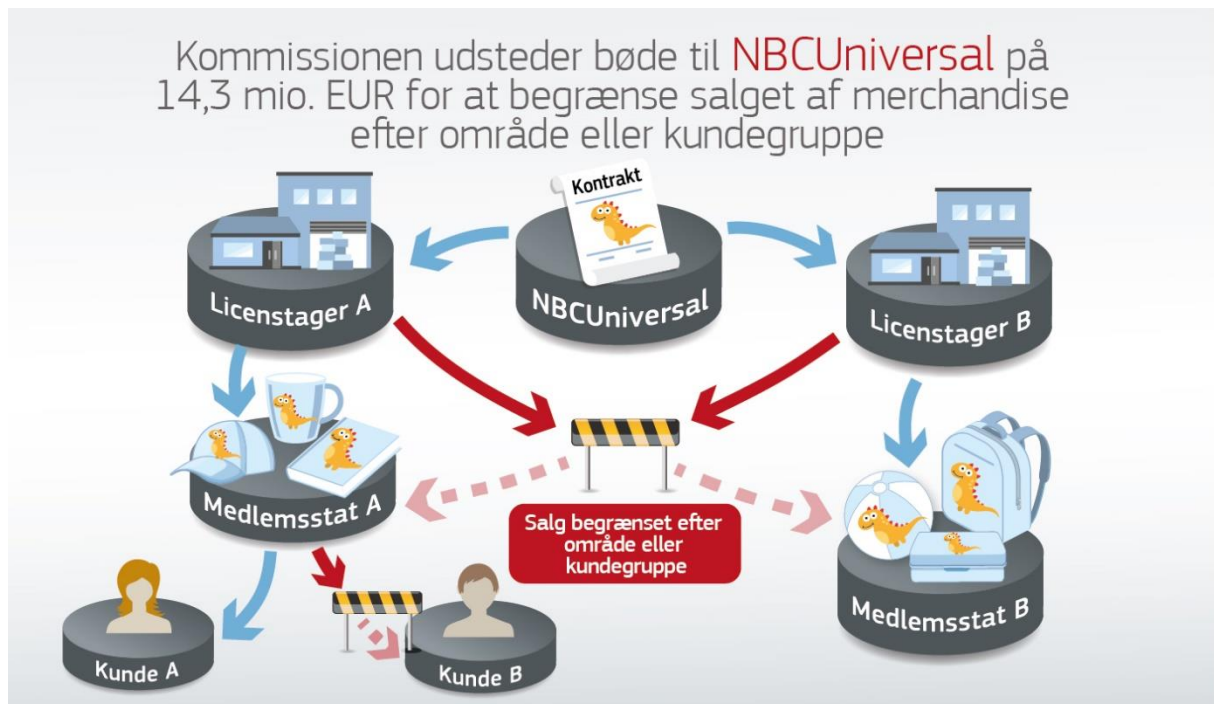 Kommissionen udsteder bøde til NBCUniversal på
14,3 mio. EUR for at begrænse salget af merchandise
efter område eller kundegruppe
Kontrakt
Licenstager A
NBCUniversal
Licenstager B
Medlemsstat A
Salg begrænset efter
område eller
kundegruppe
Medlemsstat B
Kunde A
Kunde B